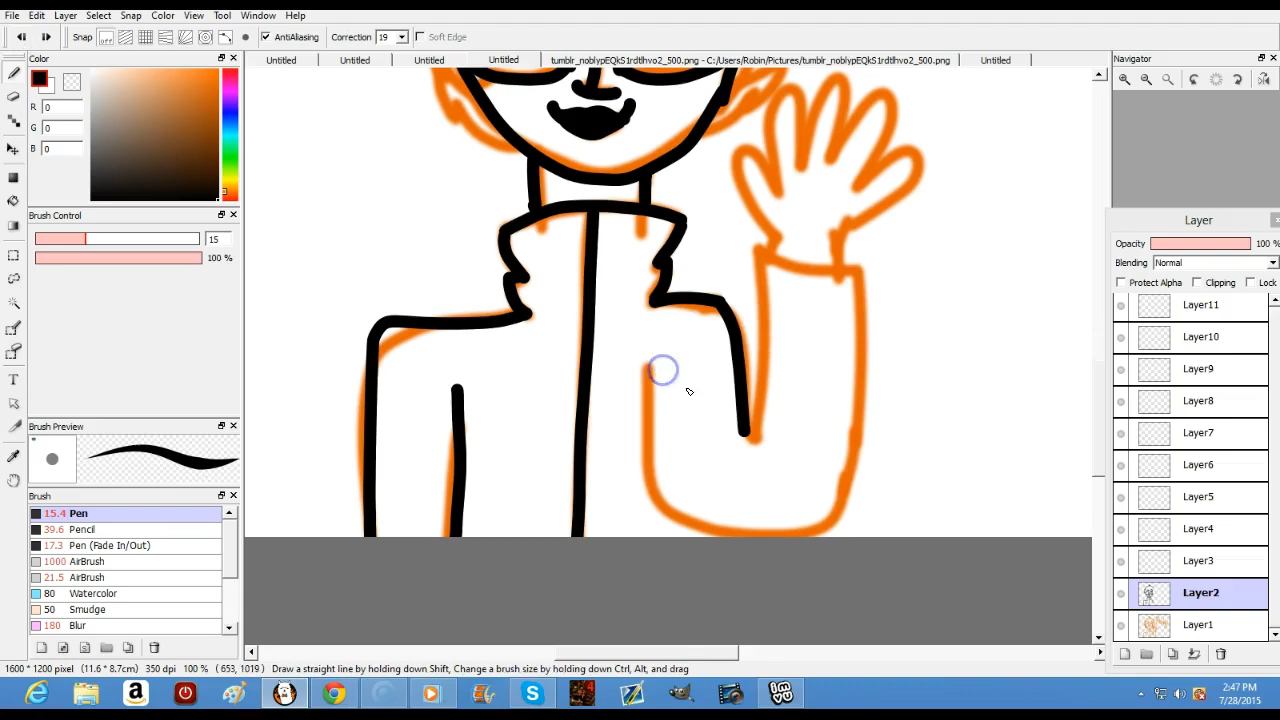 File Edit Layer Select Snap Color View Tool Window Help
Snap off AntiAliasing Correction 19 Soft Edge
Color
R 0
G 0
B 0
Brush Control
15
100 %
Brush Preview
Brush
15.4 Pen
39.6 Pencil
17.3 Pen (Fade In/Out)
1000 AirBrush
21.5 AirBrush
80 Watercolor
50 Smudge
180 Blur
Untitled Untitled Untitled Untitled tumblr_noblypEQkS1rdtlhvo2_500.png - C:/Users/Robin/Pictures/tumblr_noblypEQkS1rdtlhvo2_500.png Untitled
Navigator
Layer
Opacity 100 %
Blending Normal
Protect Alpha Clipping Lock
Layer11
Layer10
Layer9
Layer8
Layer7
Layer6
Layer5
Layer4
Layer3
Layer2
Layer1
1600 * 1200 pixel (11.6 * 8.7cm) 350 dpi 100 % ( 653, 1019 ) Draw a straight line by holding down Shift, Change a brush size by holding down Ctrl, Alt, and drag
2:47 PM
7/28/2015